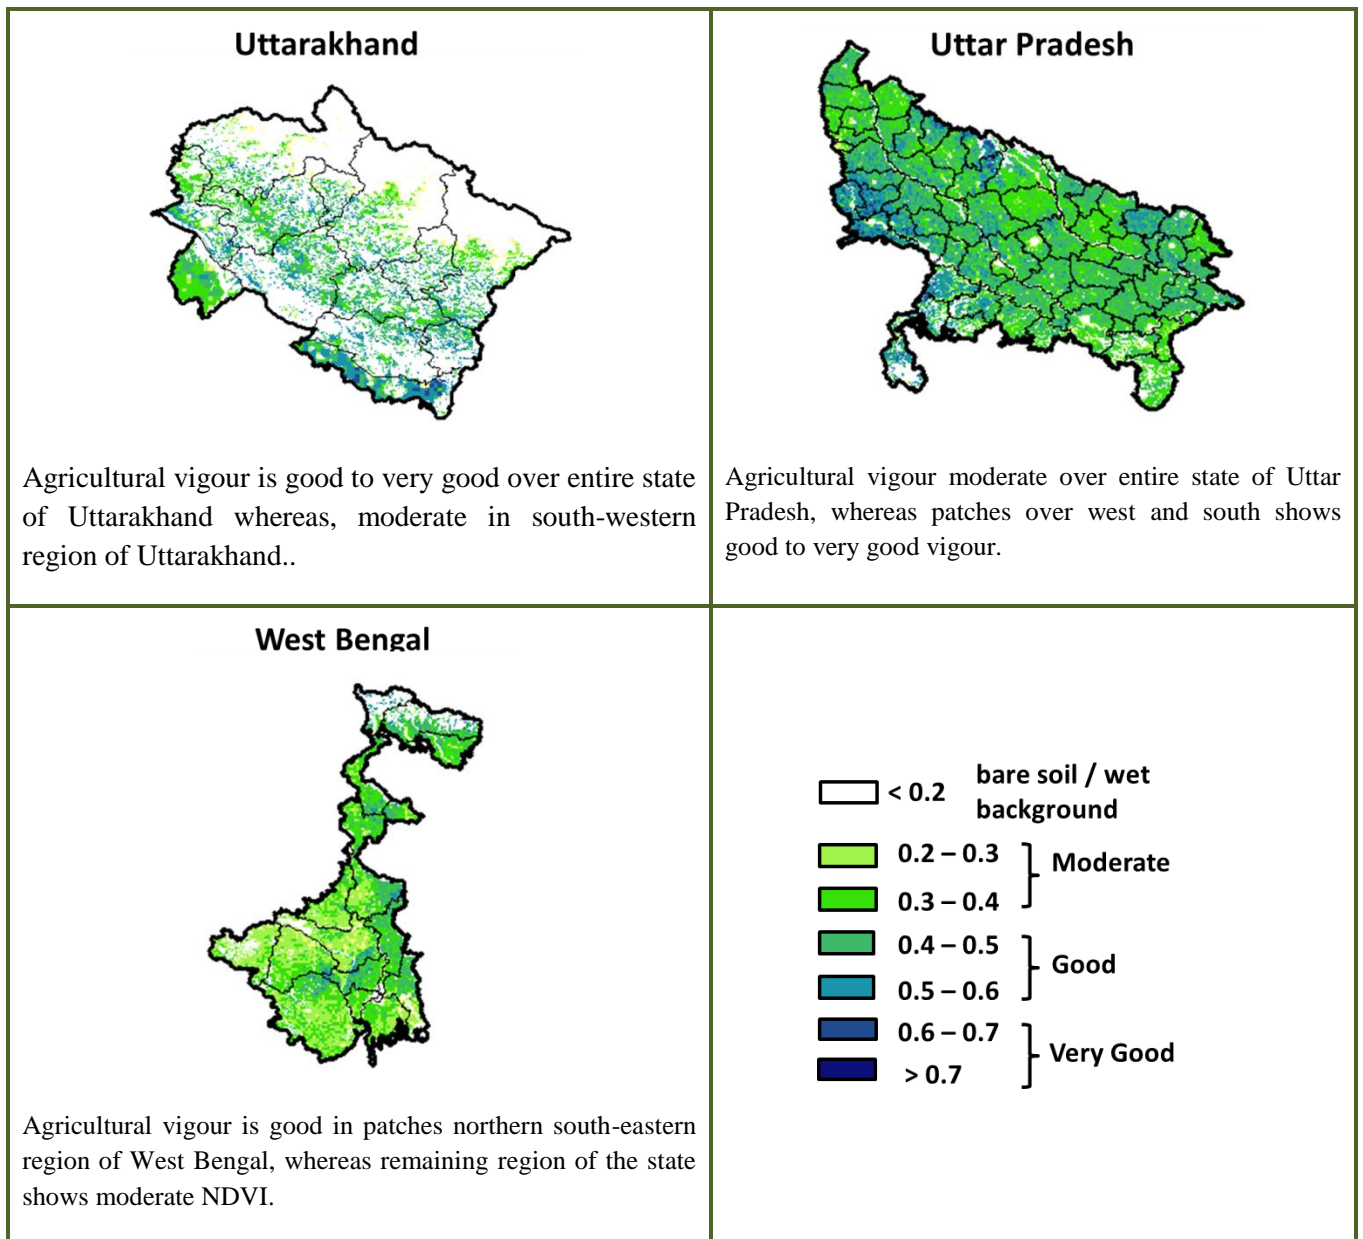 Uttarakhand
Agricultural vigour is good to very good over entire state
of Uttarakhand whereas, moderate in south-western
region of Uttarakhand..
Uttar Pradesh
Agricultural vigour moderate over entire state of Uttar
Pradesh, whereas patches over west and south shows
good to very good vigour.
West Bengal
Agricultural vigour is good in patches northern south-eastern
region of West Bengal, whereas remaining region of the state
shows moderate NDVI.
< 0.2 bare soil / wet
background
0.2 – 0.3
Moderate
0.3 – 0.4
0.4 – 0.5
Good
0.5 – 0.6
0.6 – 0.7
Very Good
> 0.7